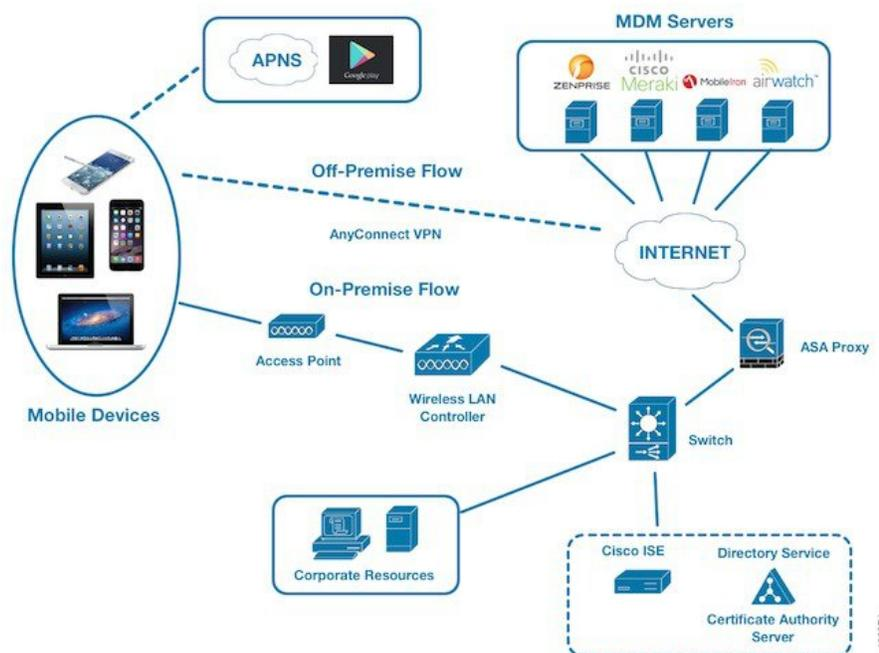 MDM Servers
APNS
Google play
ZENPRISE
CISCO
Meraki
MobileIron
airwatch
Off-Premise Flow
INTERNET
AnyConnect VPN
On-Premise Flow
Access Point
ASA Proxy
Wireless LAN
Controller
Mobile Devices
Switch
Corporate Resources
Cisco ISE
Directory Service
Certificate Authority
Server